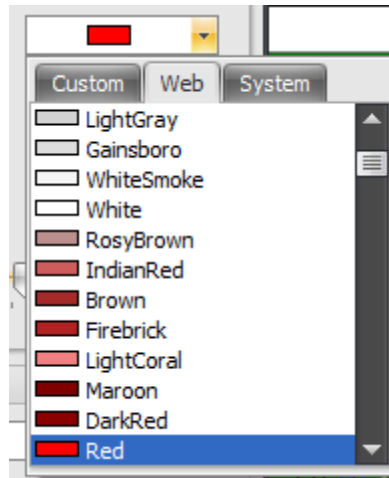 Custom Web System
LightGray
Gainsboro
WhiteSmoke
White
RosyBrown
IndianRed
Brown
Firebrick
LightCoral
Maroon
DarkRed
Red